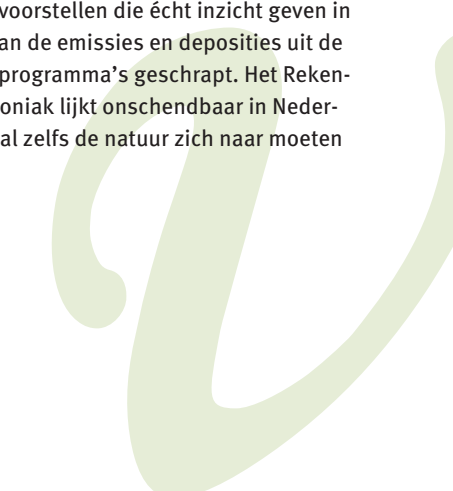 voorstellen die écht inzicht geven in
an de emissies en deposities uit de
programma's geschrapt. Het Reken-
oniak lijkt onschendbaar in Neder-
al zelfs de natuur zich naar moeten